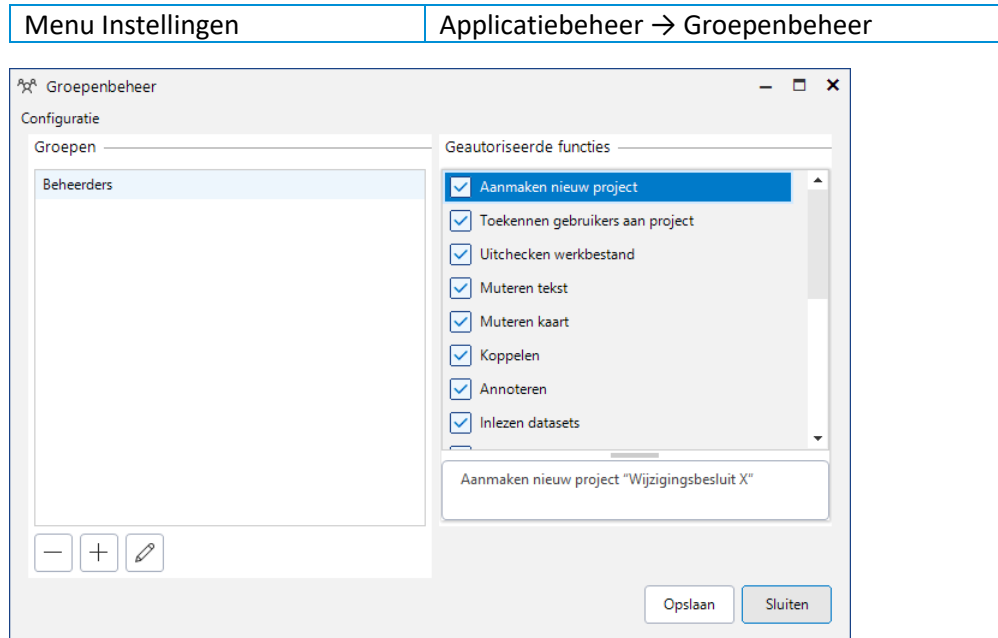 Menu Instellingen Applicatiebeheer → Groepenbeheer
Groepenbeheer
Configuratie
Groepen
Beheerders
Geautoriseerde functies
Aanmaken nieuw project
Toekennen gebruikers aan project
Uitchecken werkbestand
Muteren tekst
Muteren kaart
Koppelen
Annoteren
Inlezen datasets
Aanmaken nieuw project “Wijzigingsbesluit X”
Opslaan Sluiten